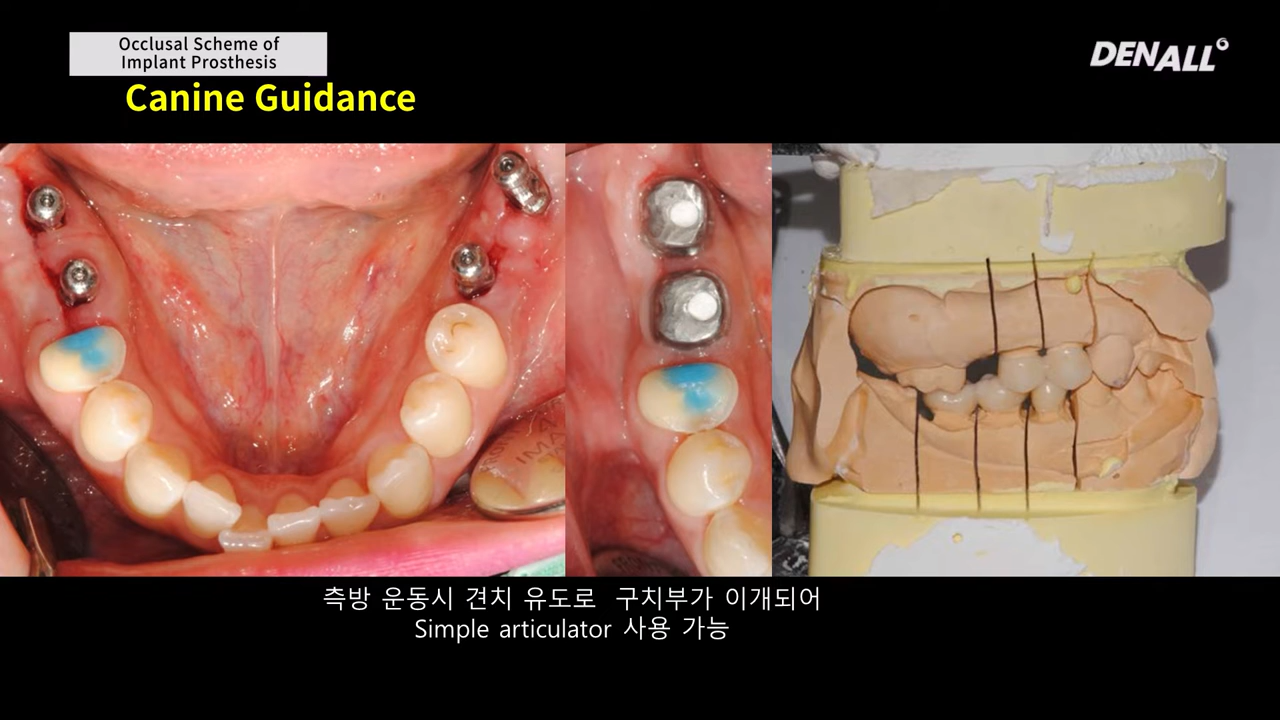 Occlusal Scheme of
Implant Prosthesis
Canine Guidance
DENALL
측방 운동시 견치 유도로 구치부가 이개되어
Simple articulator 사용 가능